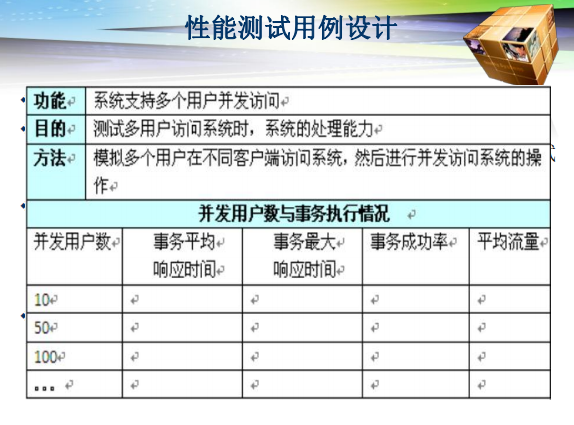 性能测试用例设计
功能 系统支持多个用户并发访问
目的 测试多用户访问系统时，系统的处理能力
方法 模拟多个用户在不同客户端访问系统，然后进行并发访问系统的操
作
并发用户数与事务执行情况
并发用户数 事务平均 事务最大 事务成功率 平均流量
响应时间 响应时间
10
50
100
...